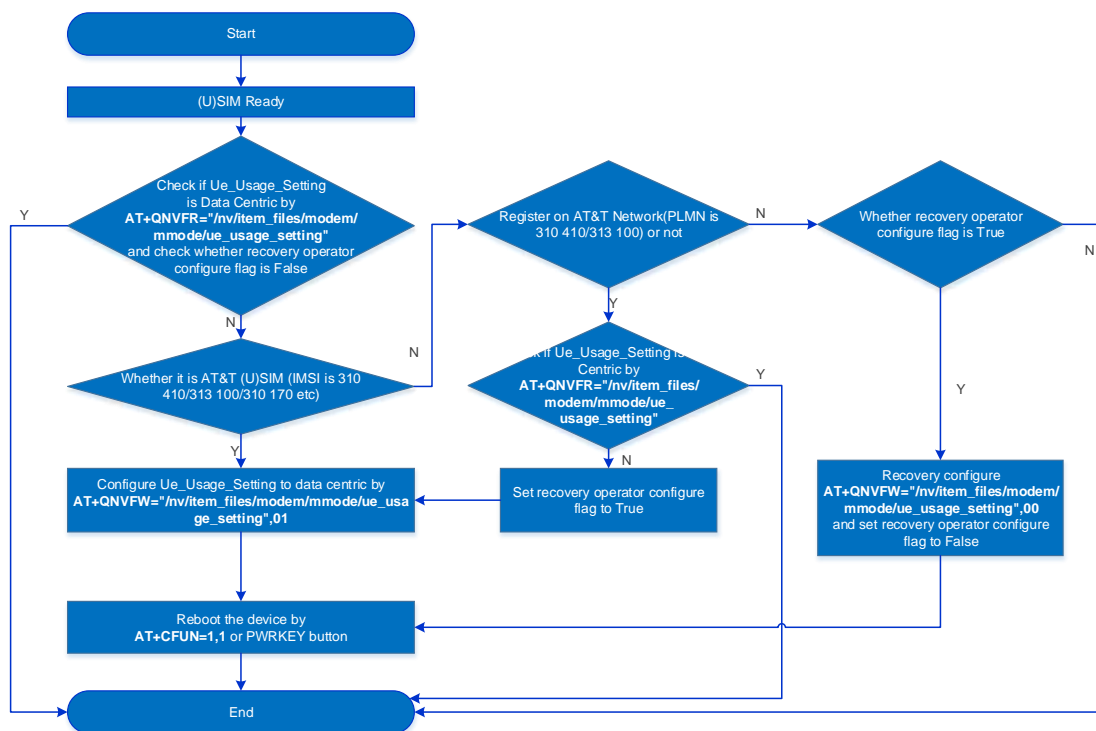 Start
(U)SIM Ready
Check if Ue_Usage_Setting
is Data Centric by
AT+QNVFR="/nv/item_files/modem/
mmode/ue_usage_setting"
and check whether recovery operator
configure flag is False
Y
N
Whether it is AT&T (U)SIM (IMSI is 310
410/313 100/310 170 etc)
N
Y
Configure Ue_Usage_Setting to data centric by
AT+QNVFW="/nv/item_files/modem/mmode/ue_usa
ge_setting",01
Reboot the device by
AT+CFUN=1,1 or PWRKEY button
End
Register on AT&T Network(PLMN is
310 410/313 100) or not
N
Y
if Ue_Usage_Setting is
Centric by
AT+QNVFR="/nv/item_files/
modem/mmode/ue_
usage_setting"
Y
N
Set recovery operator configure
flag to True
Whether recovery operator
configure flag is True
N
Y
Recovery configure
AT+QNVFW="/nv/item_files/modem/
mmode/ue_usage_setting",00
and set recovery operator configure
flag to False